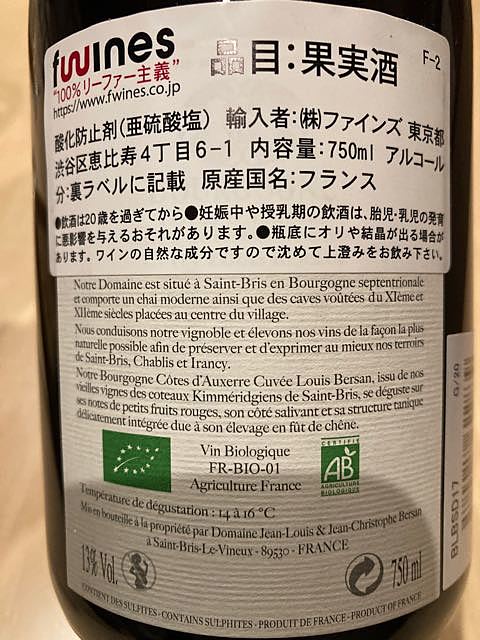 fwines
"100%リーファー主義"
https://www.fwines.co.jp
品目:果実酒
F-2
酸化防止剤(亜硫酸塩) 輸入者:(株)ファインズ 東京都
渋谷区恵比寿4丁目6-1 内容量:750ml アルコール
分:裏ラベルに記載 原産国名:フランス
●飲酒は20歳を過ぎてから●妊娠中や授乳期の飲酒は、胎児・乳児の発育
に悪影響を与えるおそれがあります。●瓶底にオリや結晶が出る場合が
あります。ワインの自然な成分ですので沈めて上澄みをお飲み下さい。
Notre Domaine est situé à Saint-Bris en Bourgogne septentrionale
et comporte un chai moderne ainsi que des caves voûtées du XIème et
XIIème siècles placées au centre du village.
Nous conduisons notre vignoble et élevons nos vins de la façon la plus
naturelle possible afin de préserver et d'exprimer au mieux nos terroirs
de Saint-Bris, Chablis et Irancy.
Notre Bourgogne Côtes d'Auxerre Cuvée Louis Bersan, issu de nos
vieilles vignes des coteaux Kimméridgiens de Saint-Bris, se déguste sur
ses notes de petits fruits rouges, son côté salivant et sa structure tanique
délicatement intégrée due à son élevage en fût de chêne.
Vin Biologique
FR-BIO-01
Agriculture France
CERTIFIÉ
AB
AGRICULTURE
BIOLOGIQUE
Température de dégustation : 14 à 16 °C
Mis en bouteille à la propriété par Domaine Jean-Louis & Jean-Christophe Bersan
à Saint-Bris-Le-Vineux - 89530 - FRANCE
13% Vol.
750 ml
CONTIENT DES SULFITES - CONTAINS SULPHITES - PRODUIT DE FRANCE - PRODUCT OF FRANCE
BLBSD17
G/20